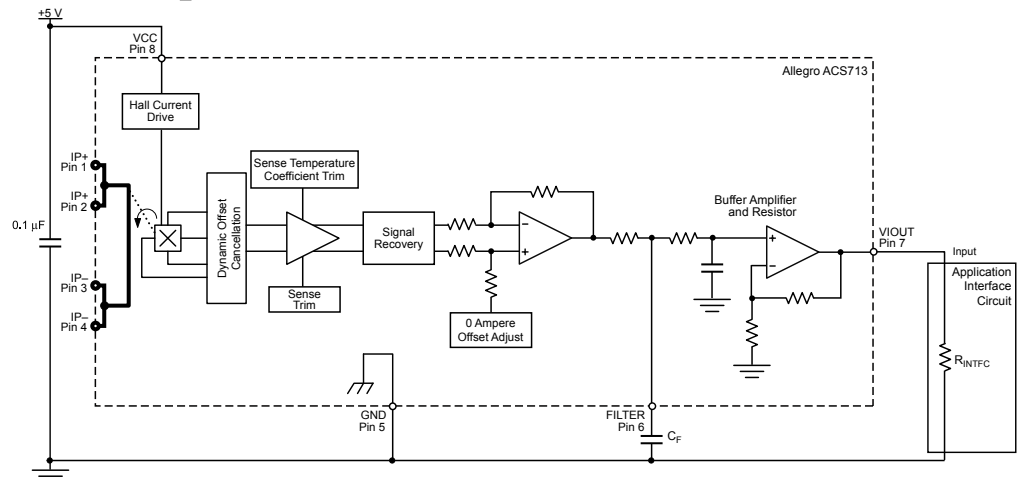 +5 V
VCC
Pin 8
Allegro ACS713
Hall Current
Drive
IP+
Pin 1
IP+
Pin 2
0.1 µF
IP–
Pin 3
IP–
Pin 4
Dynamic Offset
Cancellation
Sense Temperature
Coefficient Trim
Sense
Trim
Signal
Recovery
0 Ampere
Offset Adjust
Buffer Amplifier
and Resistor
VIOUT
Pin 7
Input
Application
Interface
Circuit
RINTFC
GND
Pin 5
FILTER
Pin 6
CF